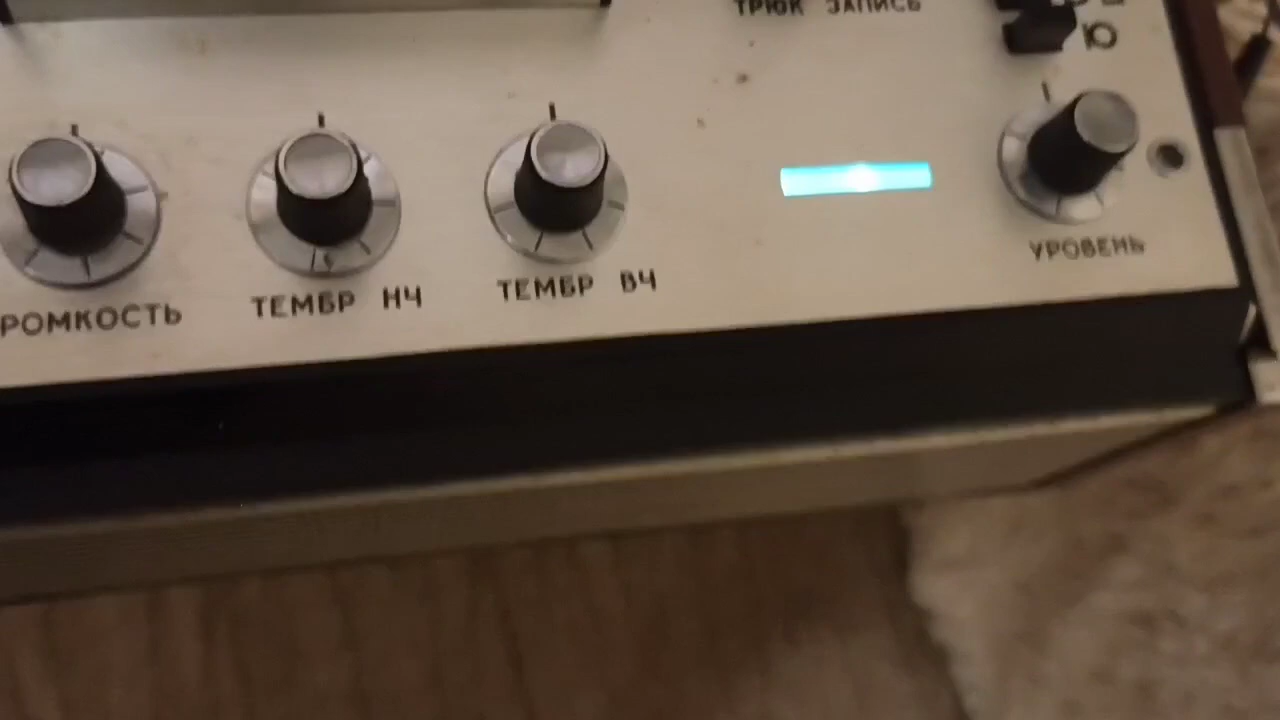 ТРЮК ЗАПИСЬ
Ю
УРОВЕНЬ
РОМКОСТЬ
ТЕМБР НЧ
ТЕМБР ВЧ